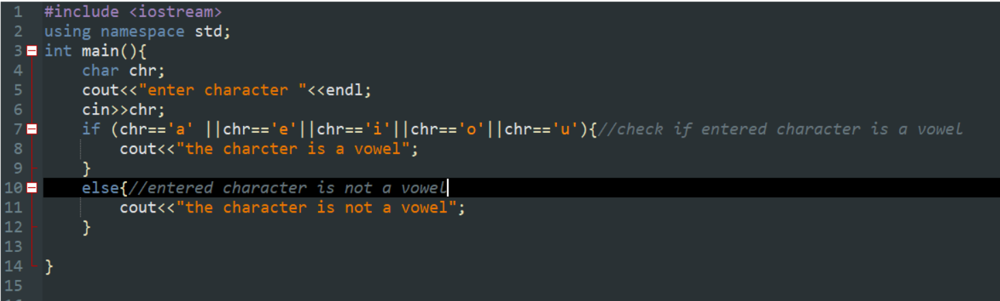 1 #include <iostream>
2 using namespace std;
3 int main(){
4 char chr;
5 cout<<"enter character "<<endl;
6 cin>>chr;
7 if (chr=='a' ||chr=='e'||chr=='i'||chr=='o'||chr=='u'){//check if entered character is a vowel
8 cout<<"the charcter is a vowel";
9 }
10 else{//entered character is not a vowel
11 cout<<"the character is not a vowel";
12 }
13
14 }
15